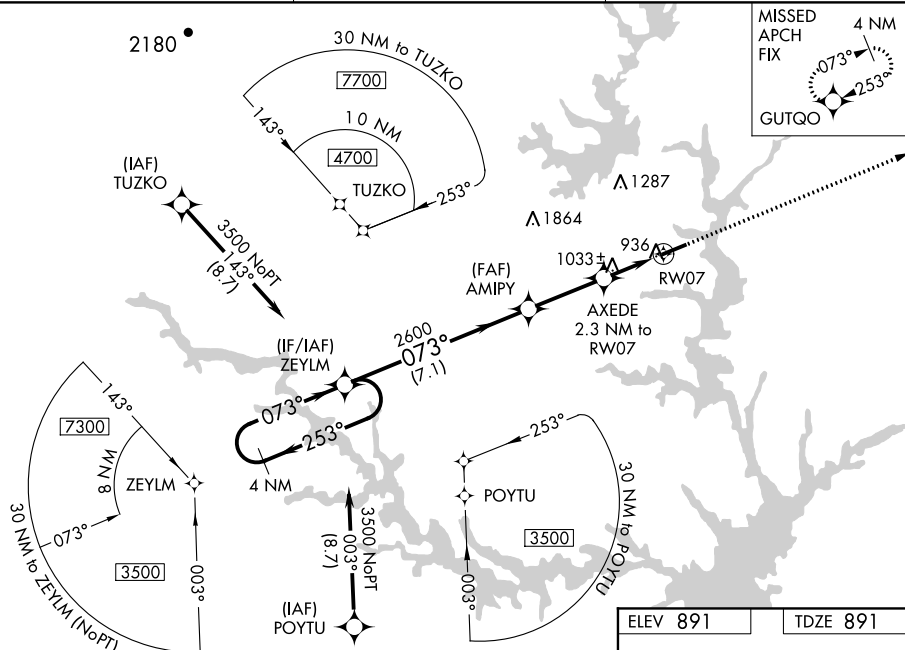 2180
30 NM to TUZKO
7700
10 NM
4700
143°
TUZKO
253°
MISSED
APCH
FIX
4 NM
073°
253°
GUTQO
(IAF)
TUZKO
3500 NoPT
143°
(8.7)
1287
1864
1033±
936
RW07
(FAF)
AMIPY
AXEDE
2.3 NM to
RW07
(IF/IAF)
ZEYLM
2600
073°
(7.1)
073°
253°
4 NM
143°
7300
8 NM
ZEYLM
073°
3500
003°
30 NM to ZEYLM (NoPT)
3500 NoPT
003°
(8.7)
(IAF)
POYTU
253°
POYTU
3500
003°
30 NM to POYTU
ELEV 891
TDZE 891